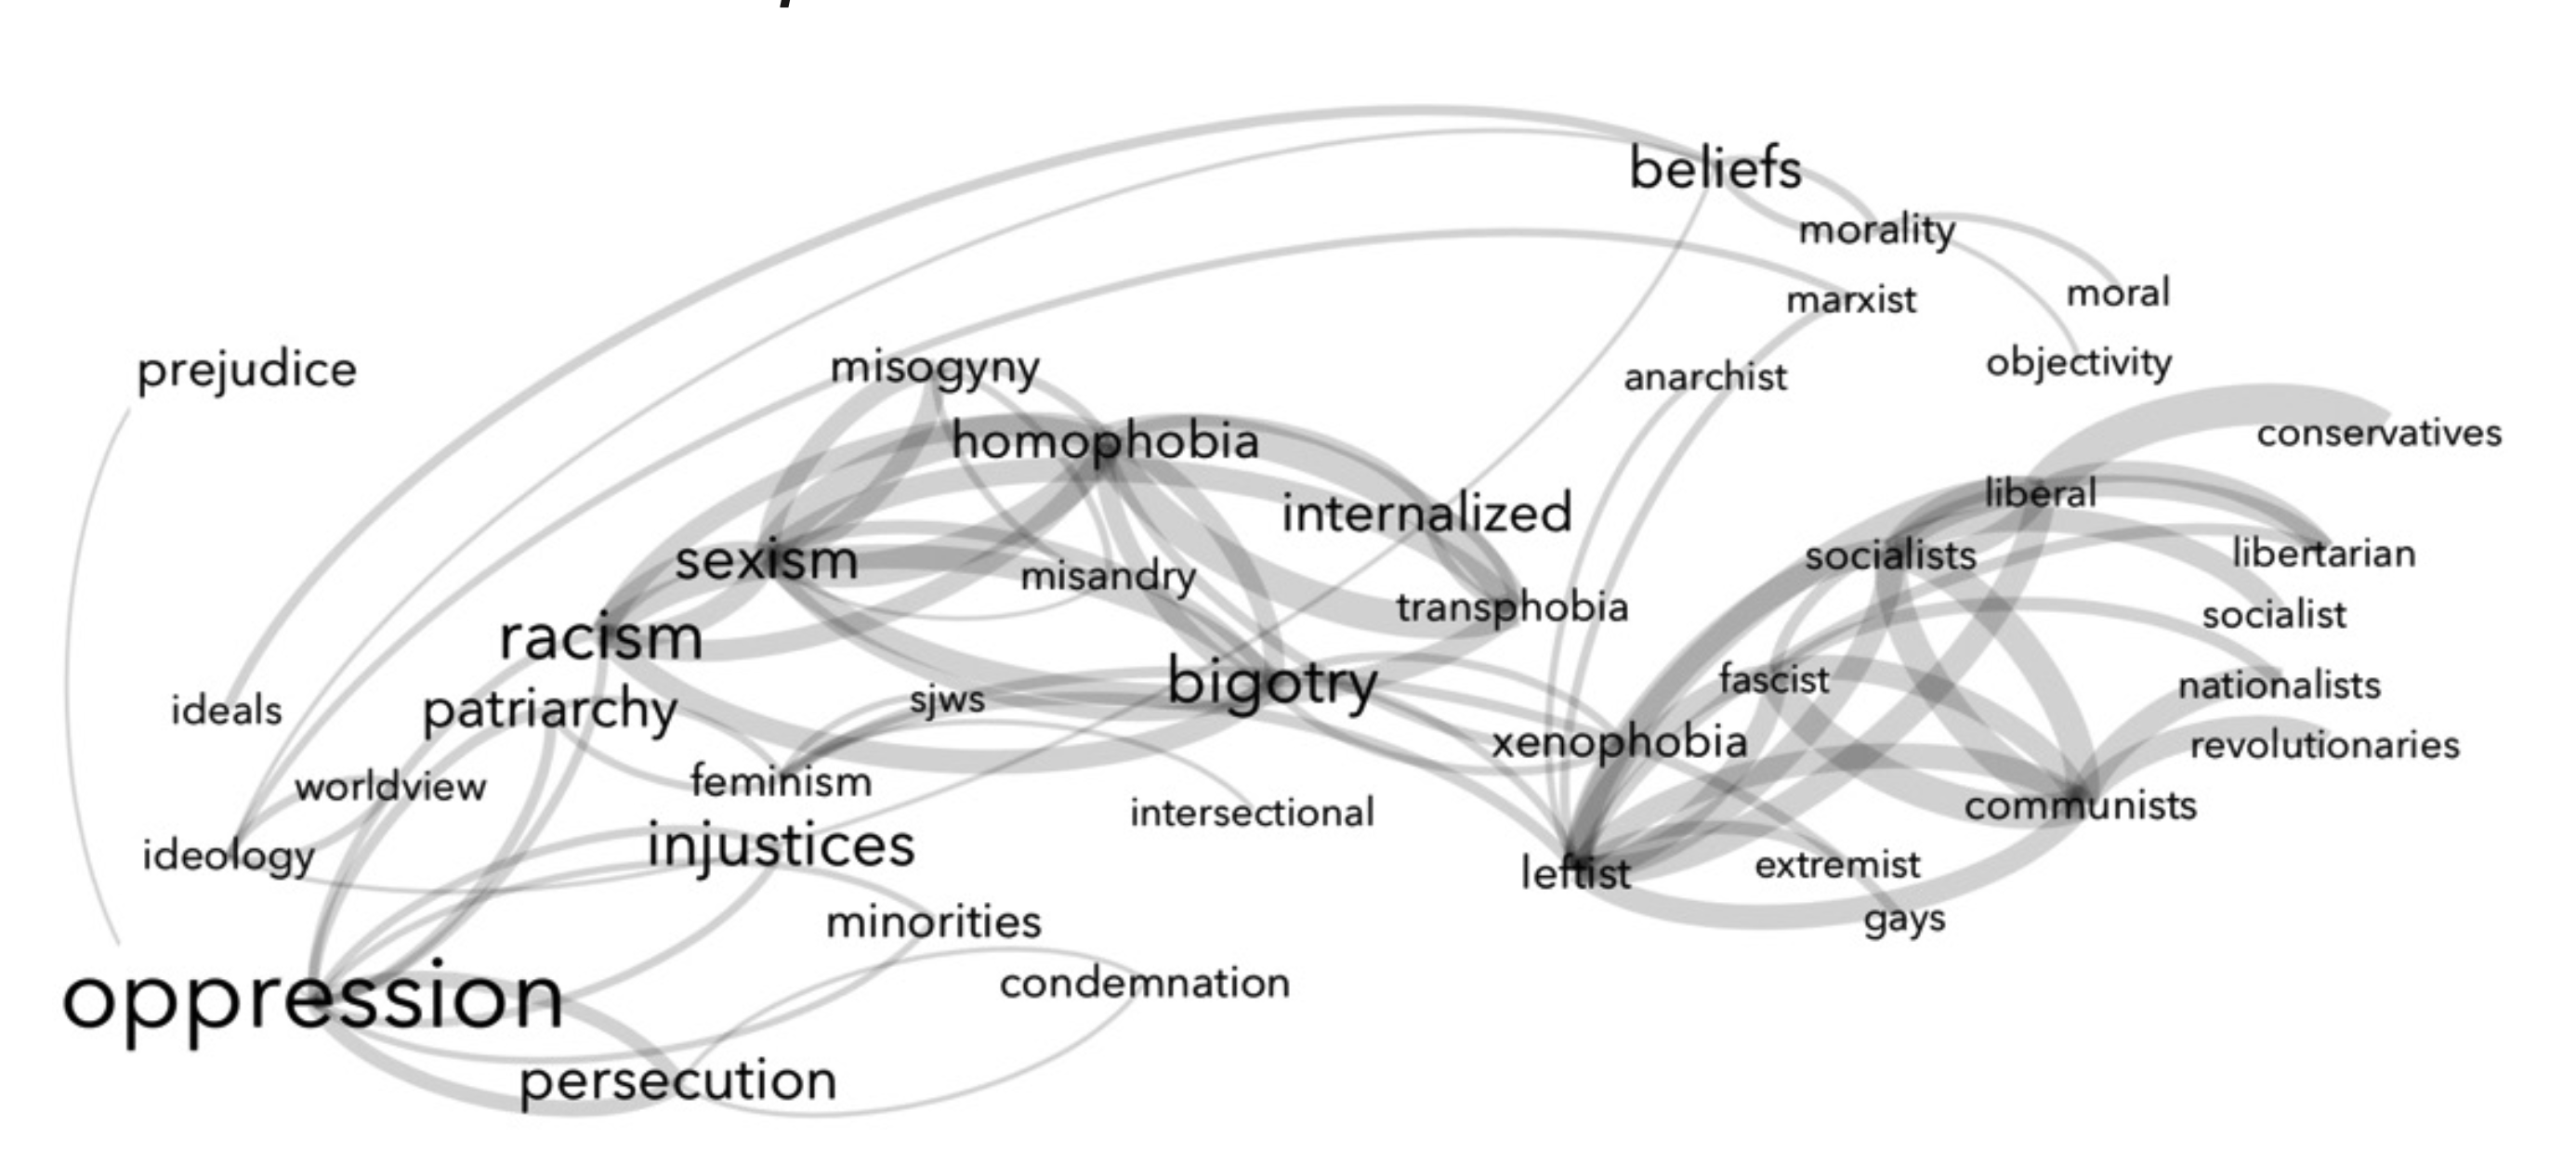 beliefs
morality
moral
marxist
objectivity
anarchist
prejudice
misogyny
homophobia
conservatives
internalized
liberal
sexism
misandry
socialists
libertarian
transphobia
socialist
racism
bigotry
fascist
nationalists
ideals
patriarchy
sjws
xenophobia
revolutionaries
worldview
feminism
intersectional
communists
ideology
injustices
leftist
extremist
minorities
gays
oppression
condemnation
persecution